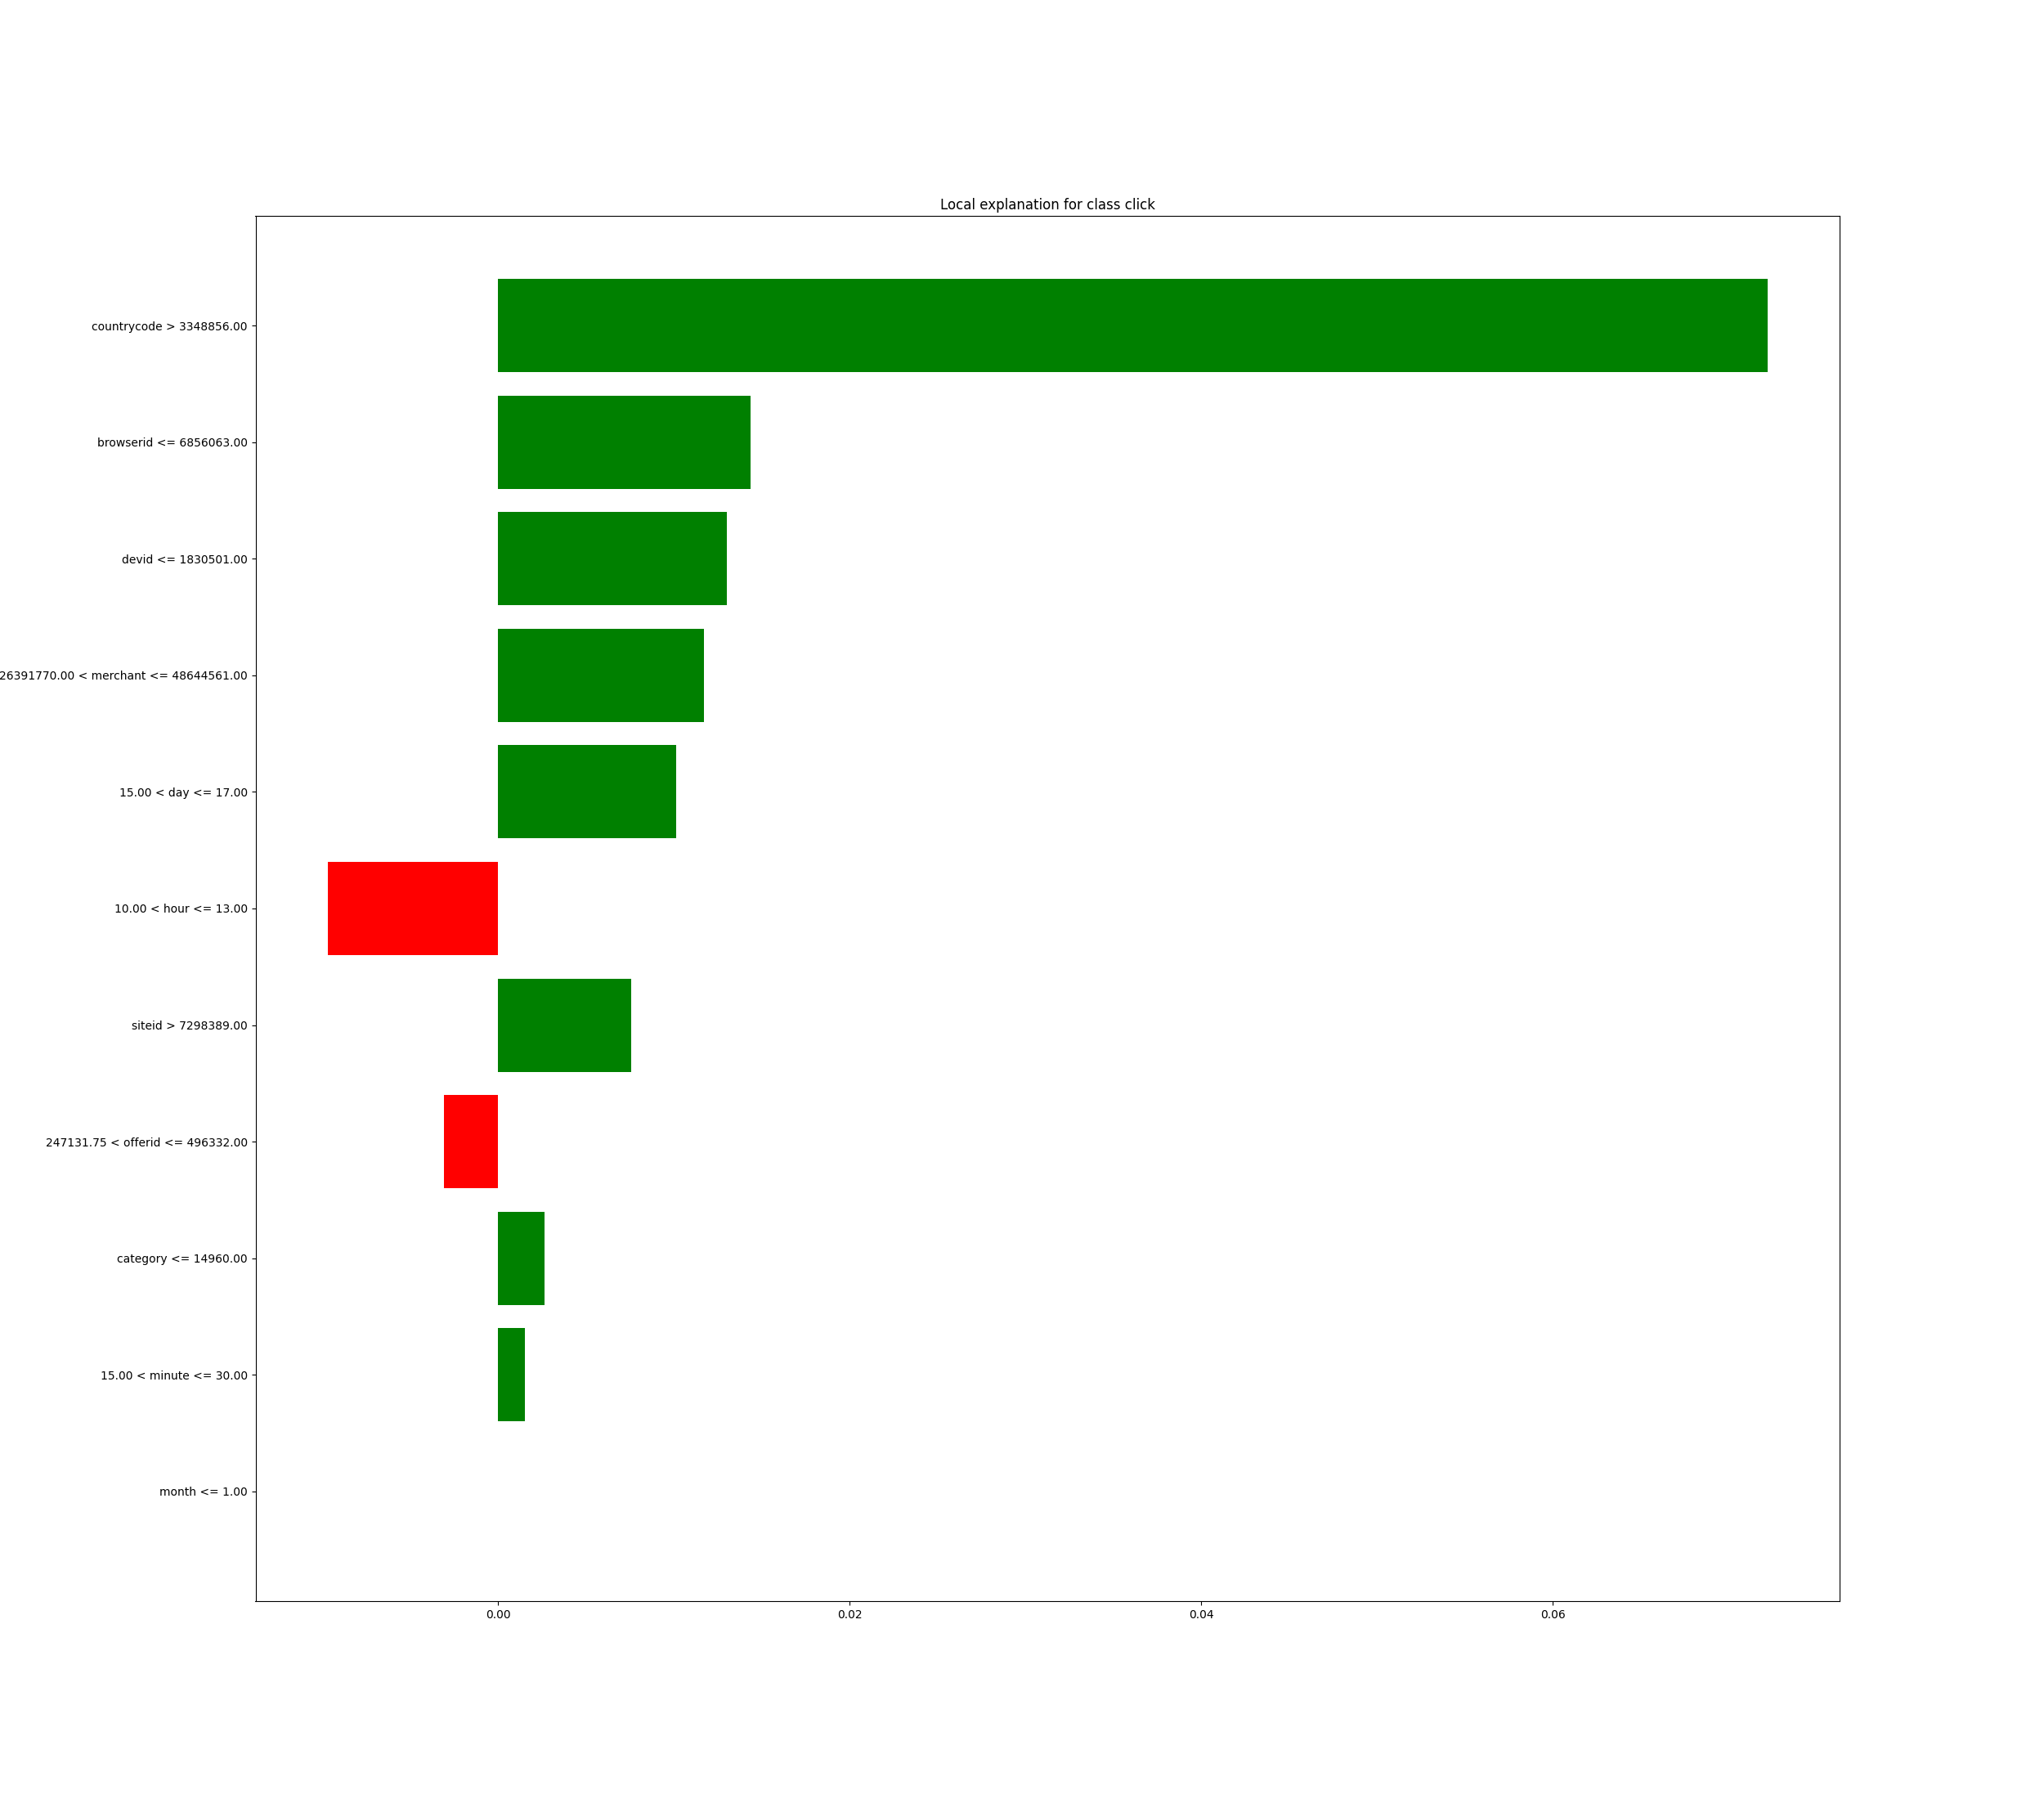 Local explanation for class click
countrycode > 3348856.00
browserid <= 6856063.00
devid <= 1830501.00
26391770.00 < merchant <= 48644561.00
15.00 < day <= 17.00
10.00 < hour <= 13.00
siteid > 7298389.00
247131.75 < offerid <= 496332.00
category <= 14960.00
15.00 < minute <= 30.00
month <= 1.00
0.00 0.02 0.04 0.06